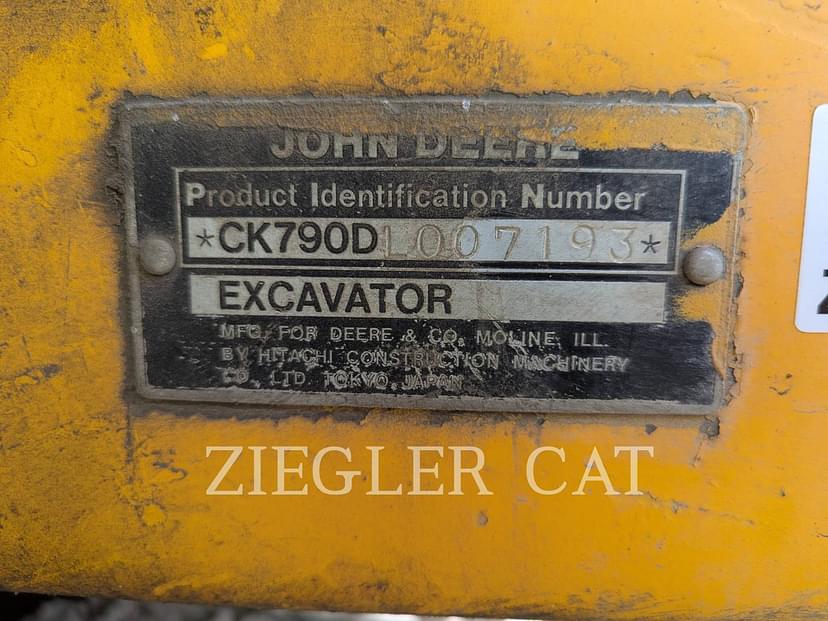 JOHN DEERE
Product Identification Number
*CK790DL007193*
EXCAVATOR
MFG. FOR DEERE & CO. MOLINE, ILL.
BY HITACHI CONSTRUCTION MACHINERY
CO. LTD. TOKYO, JAPAN
ZIEGLER CAT